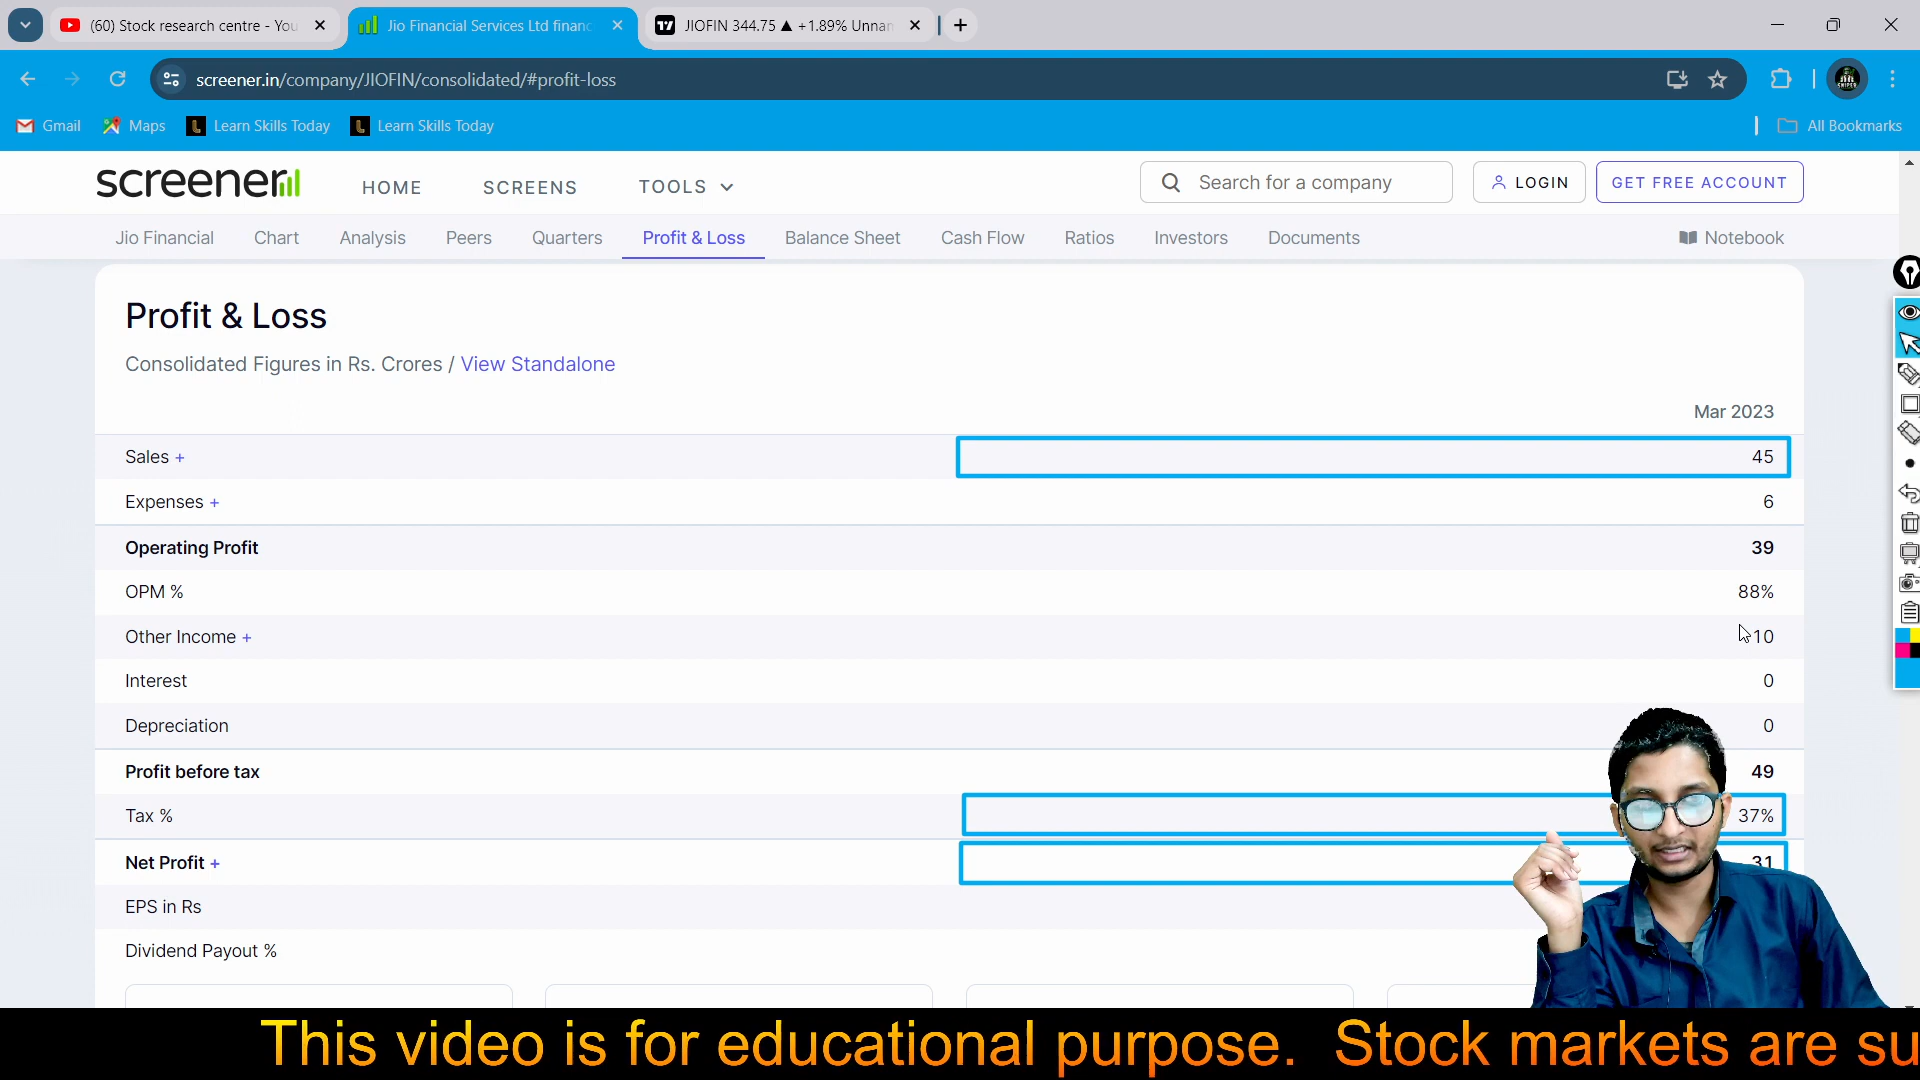 (60) Stock research centre - You
Jio Financial Services Ltd financ
JIOFIN 344.75 ▲ +1.89% Unnan
screener.in/company/JIOFIN/consolidated/#profit-loss
Gmail
Maps
Learn Skills Today
Learn Skills Today
All Bookmarks
screener
HOME
SCREENS
TOOLS
Search for a company
LOGIN
GET FREE ACCOUNT
Jio Financial
Chart
Analysis
Peers
Quarters
Profit & Loss
Balance Sheet
Cash Flow
Ratios
Investors
Documents
Notebook
Profit & Loss
Consolidated Figures in Rs. Crores / View Standalone
Mar 2023
Sales + 45
Expenses + 6
Operating Profit 39
OPM % 88%
Other Income + 10
Interest 0
Depreciation 0
Profit before tax 49
Tax % 37%
Net Profit + 31
EPS in Rs
Dividend Payout %
This video is for educational purpose. Stock markets are su